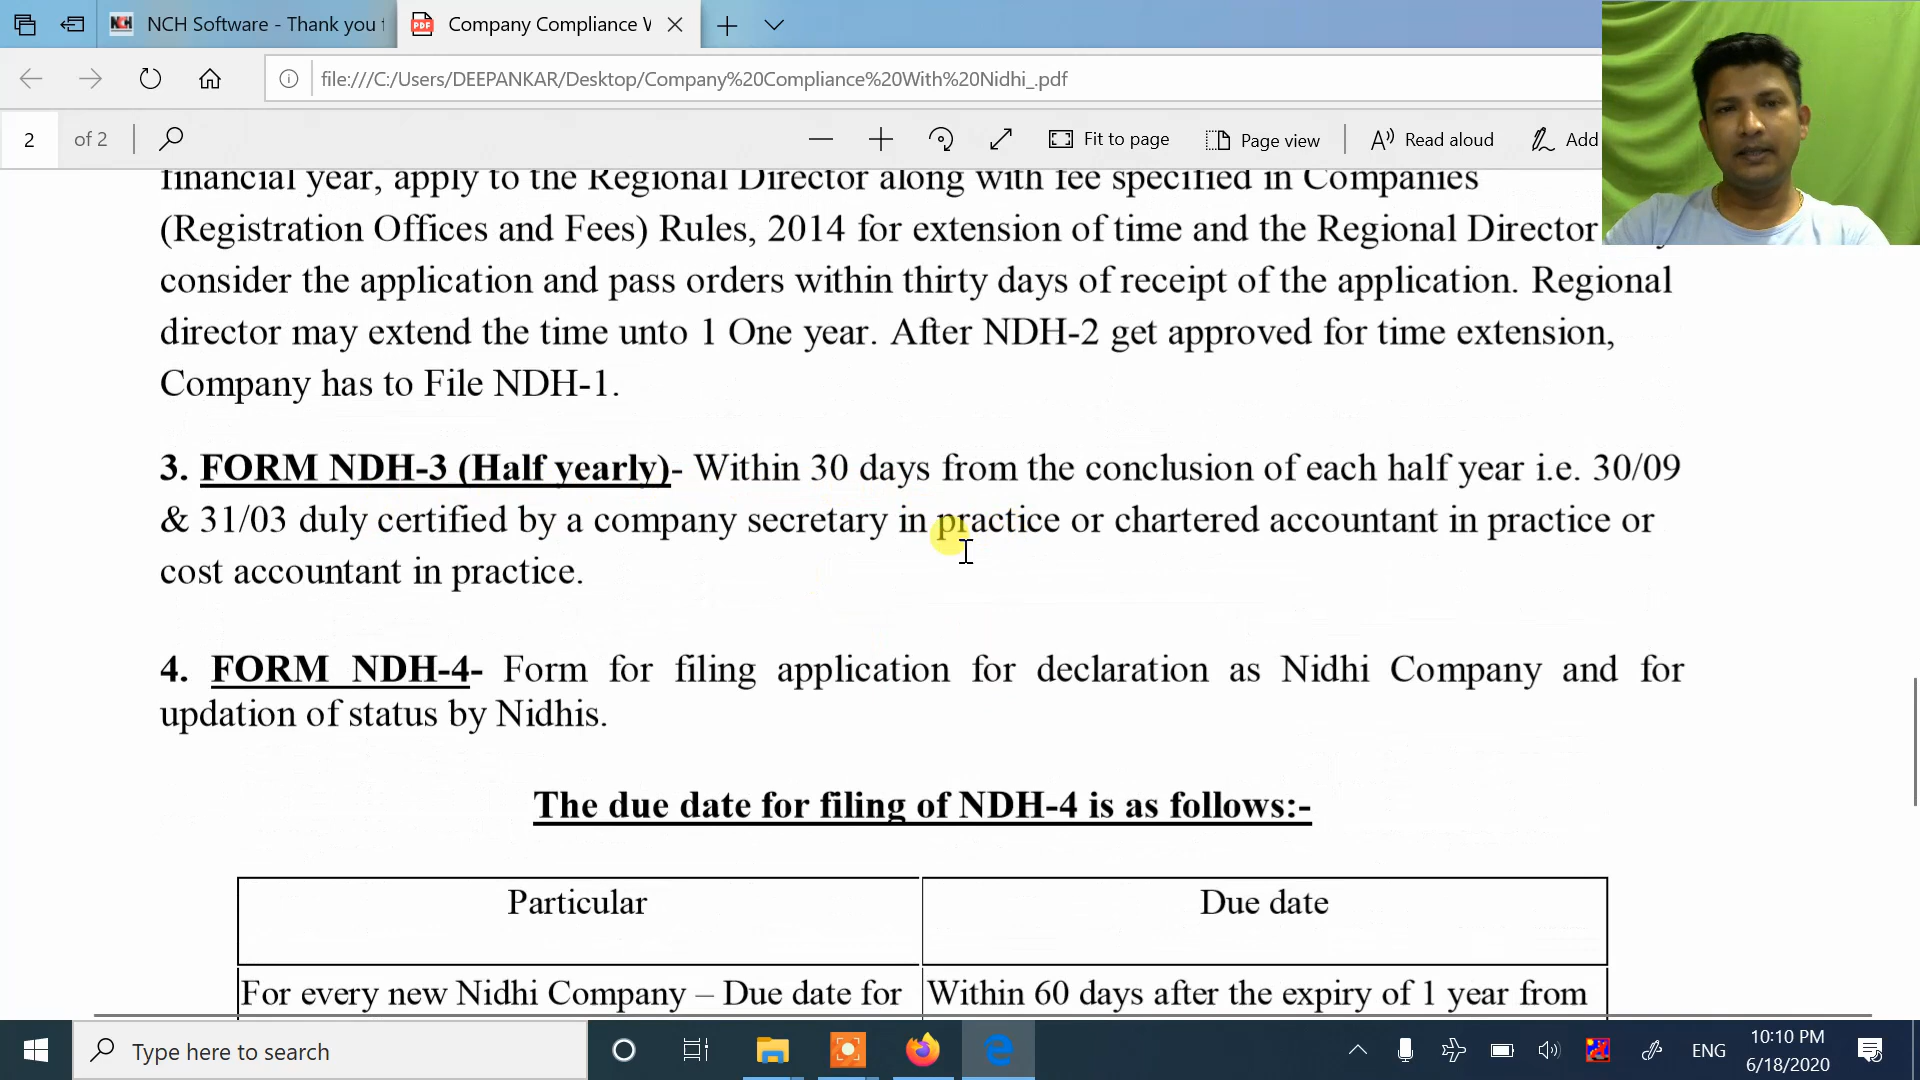 NCH Software - Thank you f
PDF
Company Compliance W
file:///C:/Users/DEEPANKAR/Desktop/Company%20Compliance%20With%20Nidhi_.pdf
2 of 2
Fit to page
Page view
Read aloud
Add
financial year, apply to the Regional Director along with fee specified in Companies
(Registration Offices and Fees) Rules, 2014 for extension of time and the Regional Director
consider the application and pass orders within thirty days of receipt of the application. Regional
director may extend the time unto 1 One year. After NDH-2 get approved for time extension,
Company has to File NDH-1.
3. FORM NDH-3 (Half yearly)- Within 30 days from the conclusion of each half year i.e. 30/09
& 31/03 duly certified by a company secretary in practice or chartered accountant in practice or
cost accountant in practice.
4. FORM NDH-4- Form for filing application for declaration as Nidhi Company and for
updation of status by Nidhis.
The due date for filing of NDH-4 is as follows:-
Particular
Due date
For every new Nidhi Company – Due date for
Within 60 days after the expiry of 1 year from
Type here to search
ENG
10:10 PM
6/18/2020